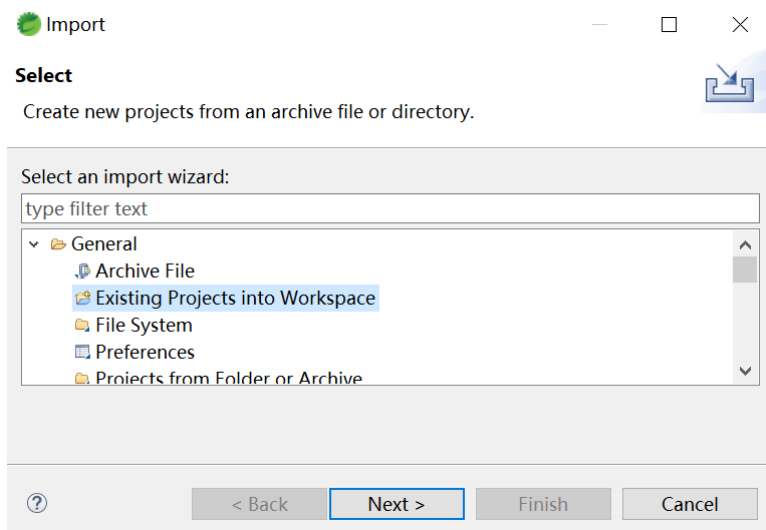 Import
Select
Create new projects from an archive file or directory.
Select an import wizard:
type filter text
General
Archive File
Existing Projects into Workspace
File System
Preferences
Projects from Folder or Archive
? < Back Next > Finish Cancel